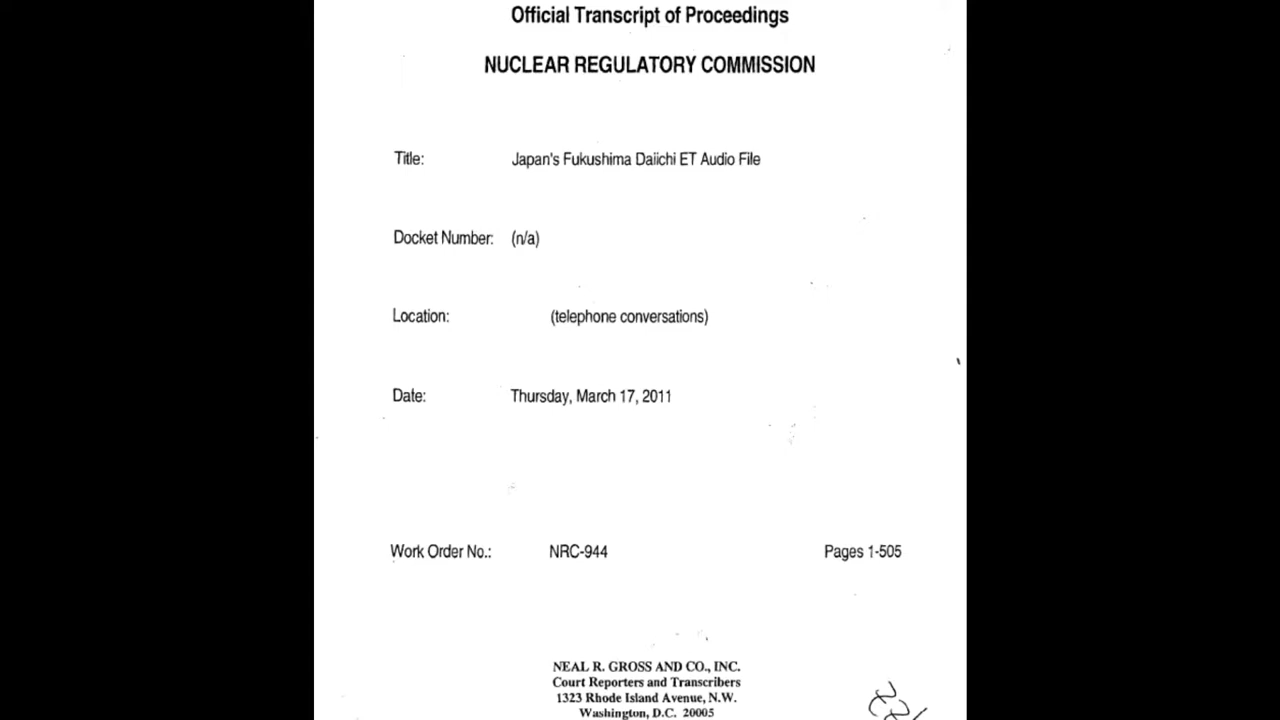 Official Transcript of Proceedings
NUCLEAR REGULATORY COMMISSION
Title: Japan's Fukushima Daiichi ET Audio File
Docket Number: (n/a)
Location: (telephone conversations)
Date: Thursday, March 17, 2011
Work Order No.: NRC-944 Pages 1-505
NEAL R. GROSS AND CO., INC.
Court Reporters and Transcribers
1323 Rhode Island Avenue, N.W.
Washington, D.C. 20005